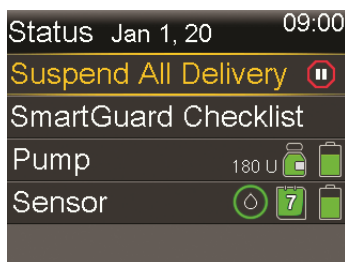 Status Jan 1, 20 09:00
Suspend All Delivery
SmartGuard Checklist
Pump 180 U
Sensor 7